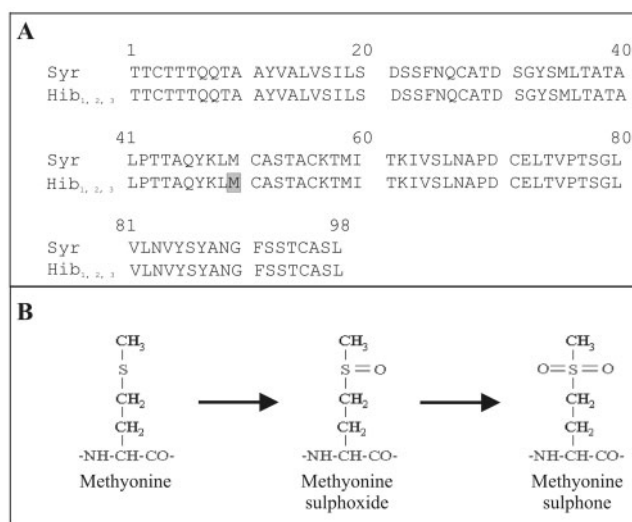 A
1 20 40
Syr TTCTTTQQTA AYVALVSILS DSSFNQCATD SGYSMLTATA
Hib1, 2, 3 TTCTTTQQTA AYVALVSILS DSSFNQCATD SGYSMLTATA
41 60 80
Syr LPTTAQYKLM CASTACKTMI TKIVSLNAPD CELTVPTSGL
Hib1, 2, 3 LPTTAQYKLM CASTACKTMI TKIVSLNAPD CELTVPTSGL
81 98
Syr VLNVYSYANG FSSTCASL
Hib1, 2, 3 VLNVYSYANG FSSTCASL
B
CH3 CH3 CH3
S S=O O=S=O
CH2 CH2 CH2
CH2 CH2 CH2
-NH-CH-CO- -NH-CH-CO- -NH-CH-CO-
Methyonine Methyonine Methyonine
sulphoxide sulphone